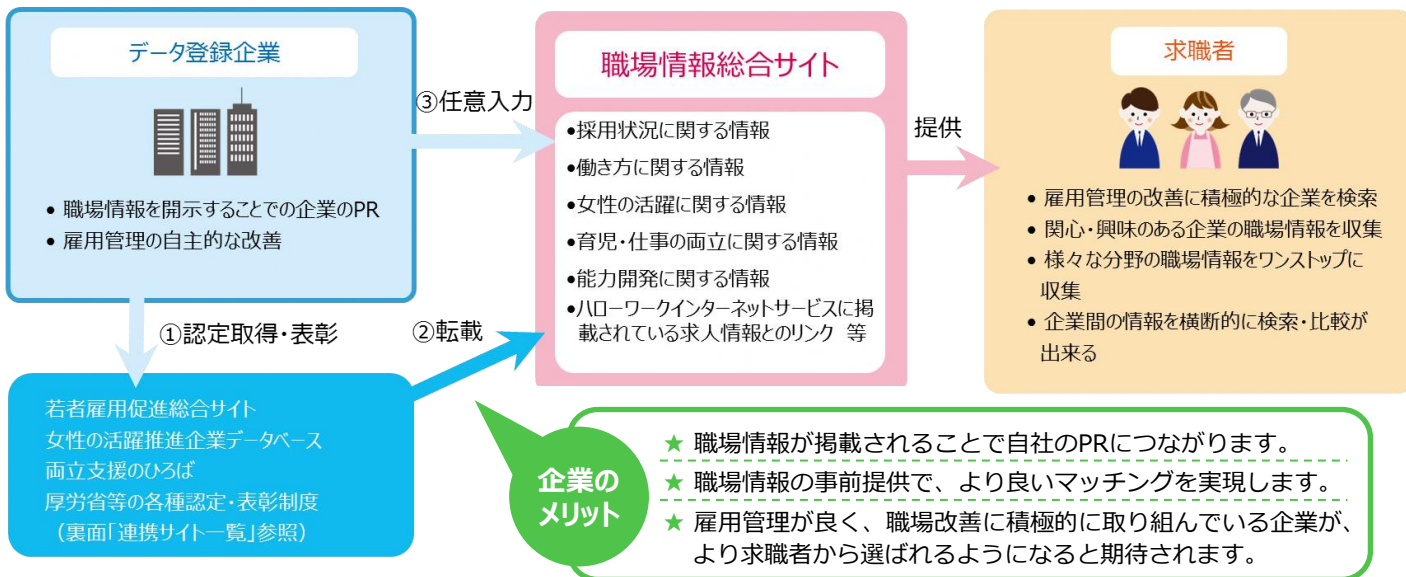 データ登録企業
• 職場情報を開示することでの企業のPR
• 雇用管理の自主的な改善
③任意入力
①認定取得・表彰
②転載
若者雇用促進総合サイト
女性の活躍推進企業データベース
両立支援のひろば
厚労省等の各種認定・表彰制度
（裏面「連携サイト一覧」参照）
職場情報総合サイト
•採用状況に関する情報
•働き方に関する情報
•女性の活躍に関する情報
•育児・仕事の両立に関する情報
•能力開発に関する情報
•ハローワークインターネットサービスに掲
載されている求人情報とのリンク 等
提供
求職者
• 雇用管理の改善に積極的な企業を検索
• 関心・興味のある企業の職場情報を収集
• 様々な分野の職場情報をワンストップに
収集
• 企業間の情報を横断的に検索・比較が
出来る
企業の
メリット
★ 職場情報が掲載されることで自社のPRにつながります。
★ 職場情報の事前提供で、より良いマッチングを実現します。
★ 雇用管理が良く、職場改善に積極的に取り組んでいる企業が、
より求職者から選ばれるようになると期待されます。